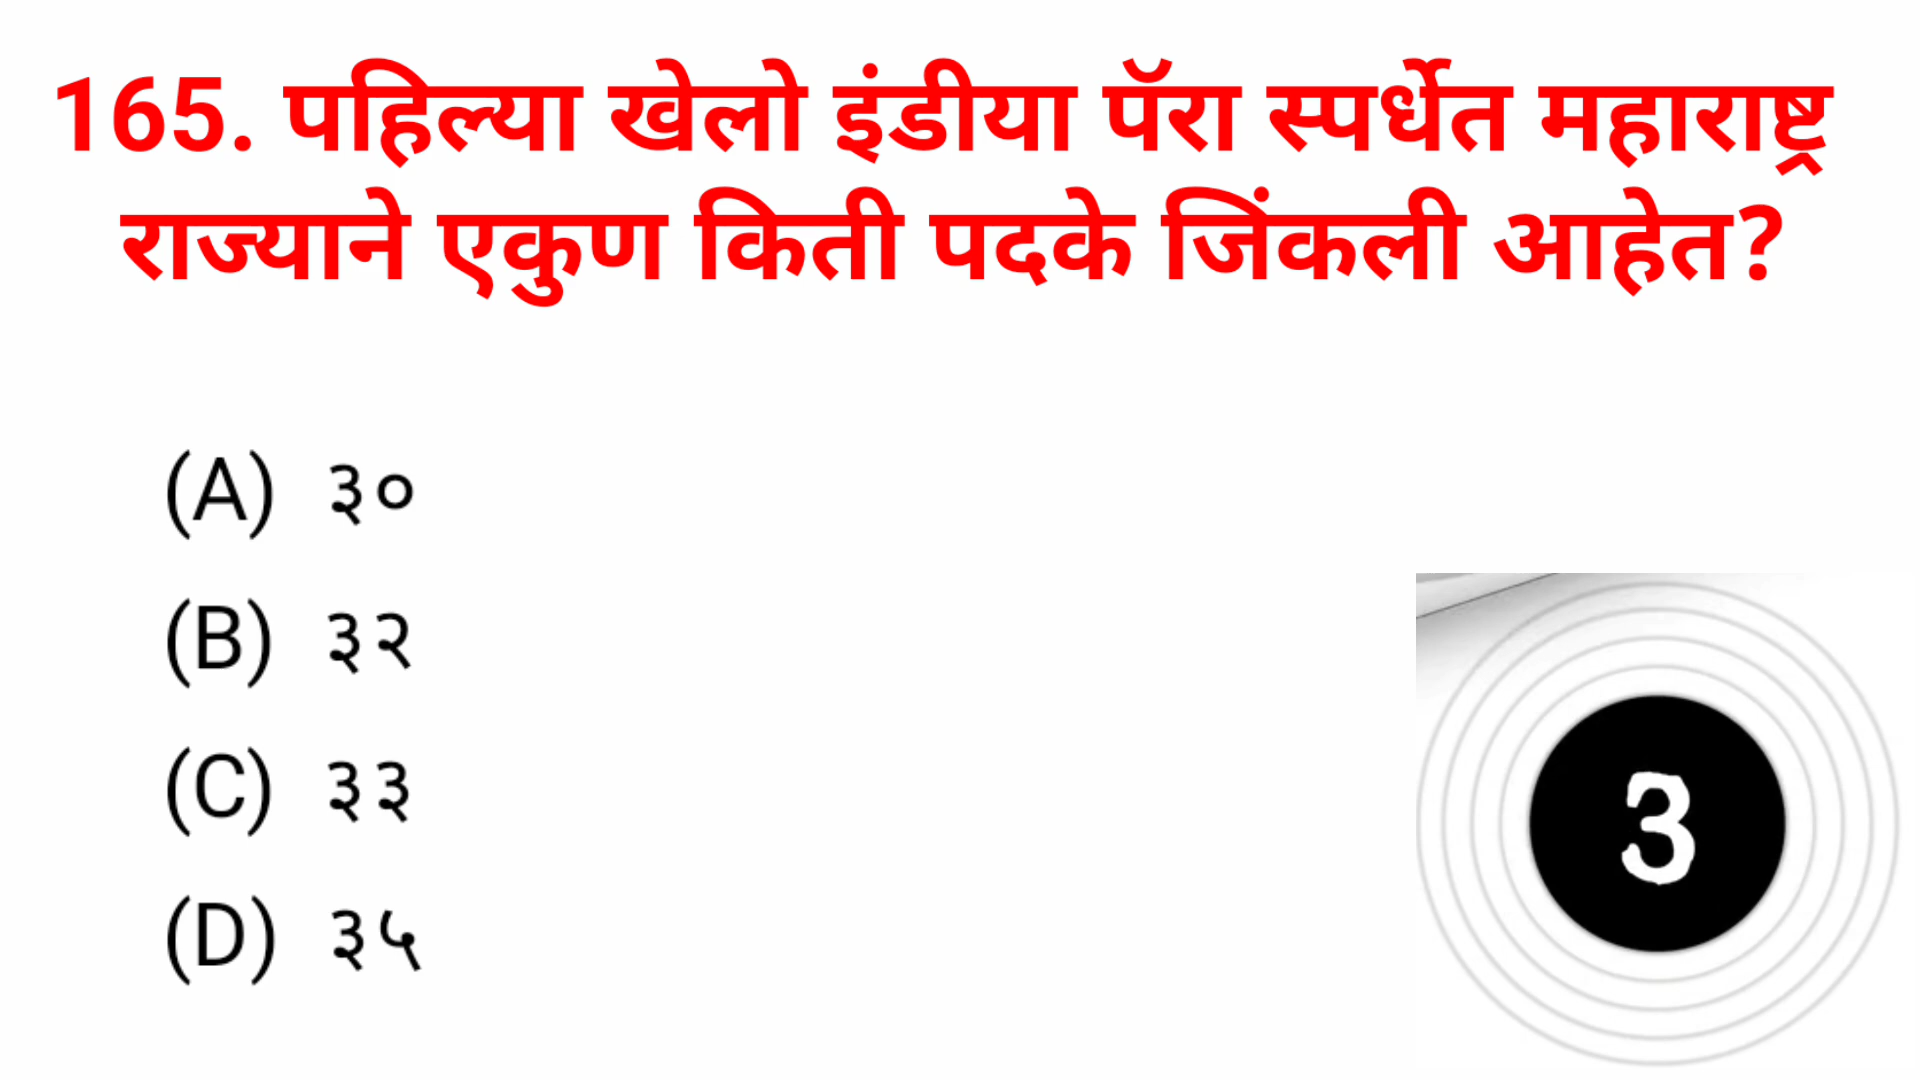 165. पहिल्या खेलो इंडीया पॅरा स्पर्धेत महाराष्ट्र
राज्याने एकुण किती पदके जिंकली आहेत?
(A) ३०
(B) ३२
(C) ३३
(D) ३५
3